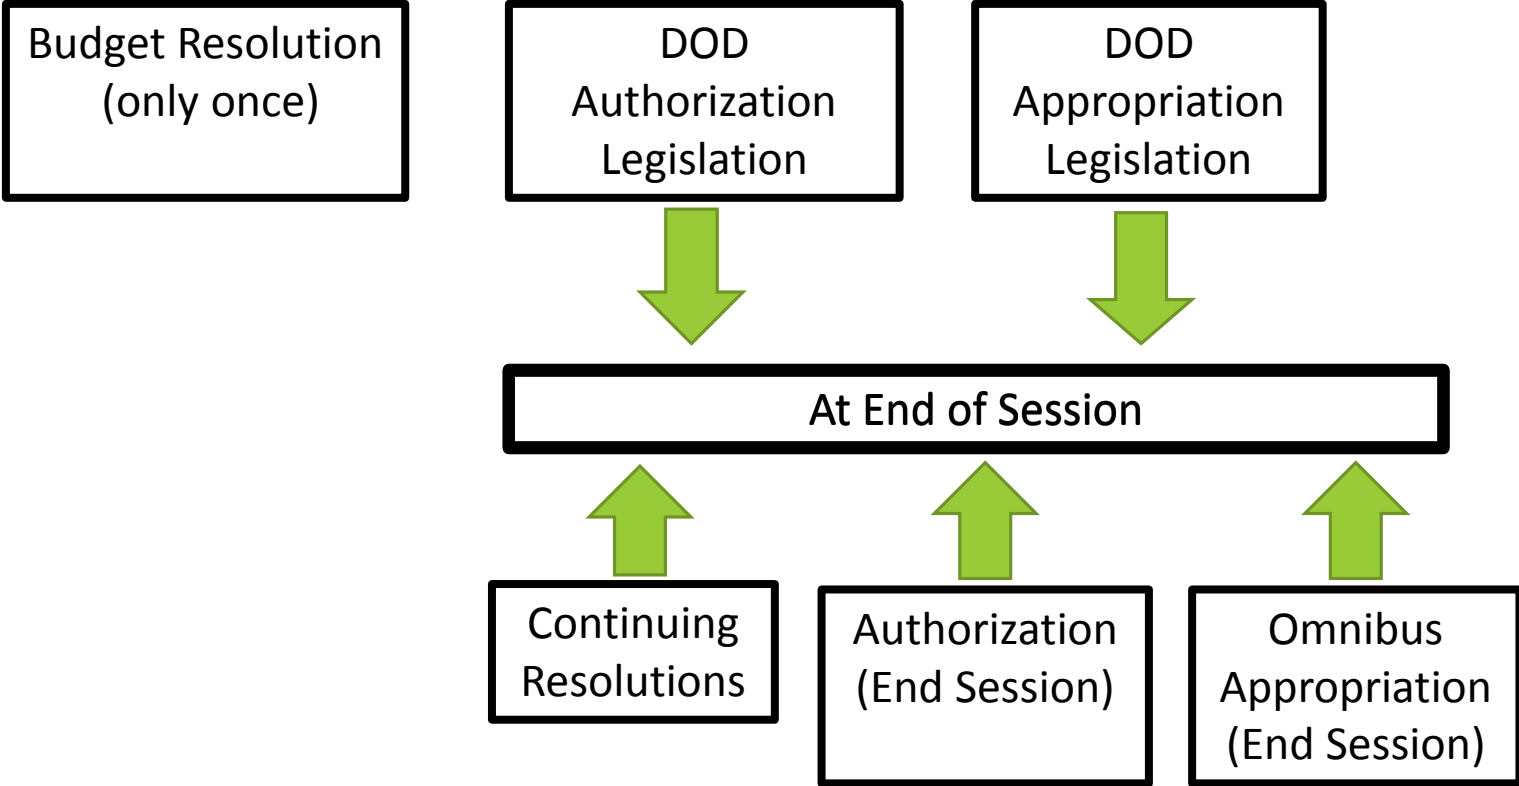 Budget Resolution
(only once)
DOD
Authorization
Legislation
DOD
Appropriation
Legislation
At End of Session
Continuing
Resolutions
Authorization
(End Session)
Omnibus
Appropriation
(End Session)